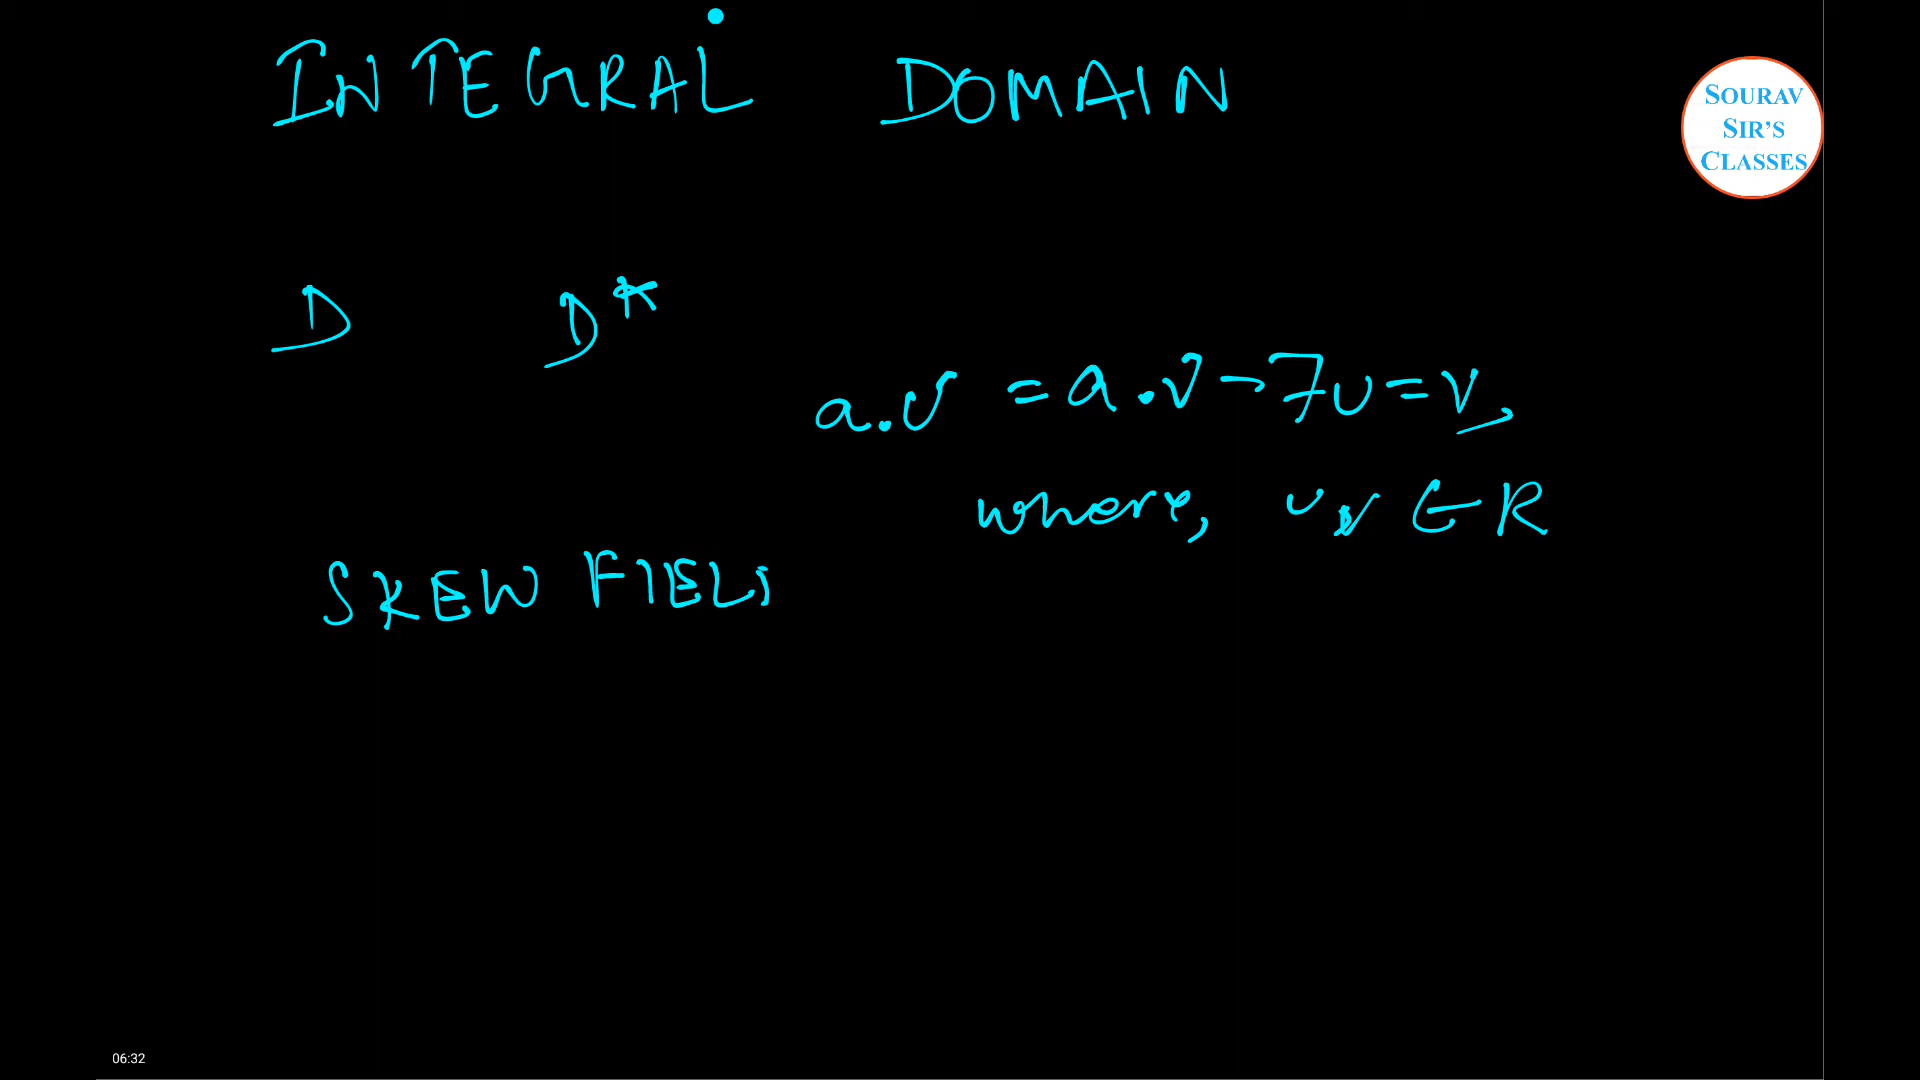 INTEGRAL DOMAIN
SOURAV
SIR'S
CLASSES
D D*
a.u = a.v → u = v,
where, u, v ∈ R
SKEW FIELD
06:32